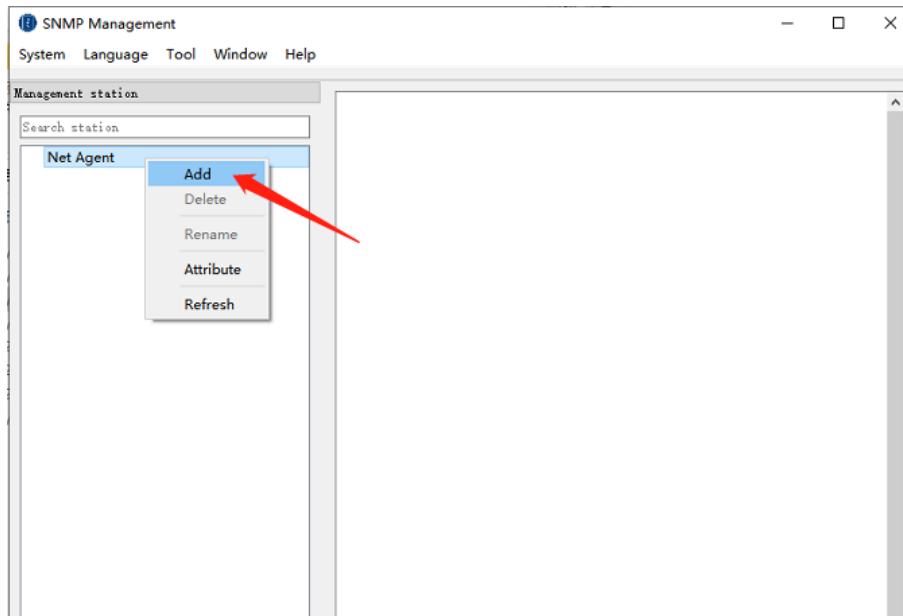 SNMP Management
System Language Tool Window Help
Management station
Search station
Net Agent
Add
Delete
Rename
Attribute
Refresh